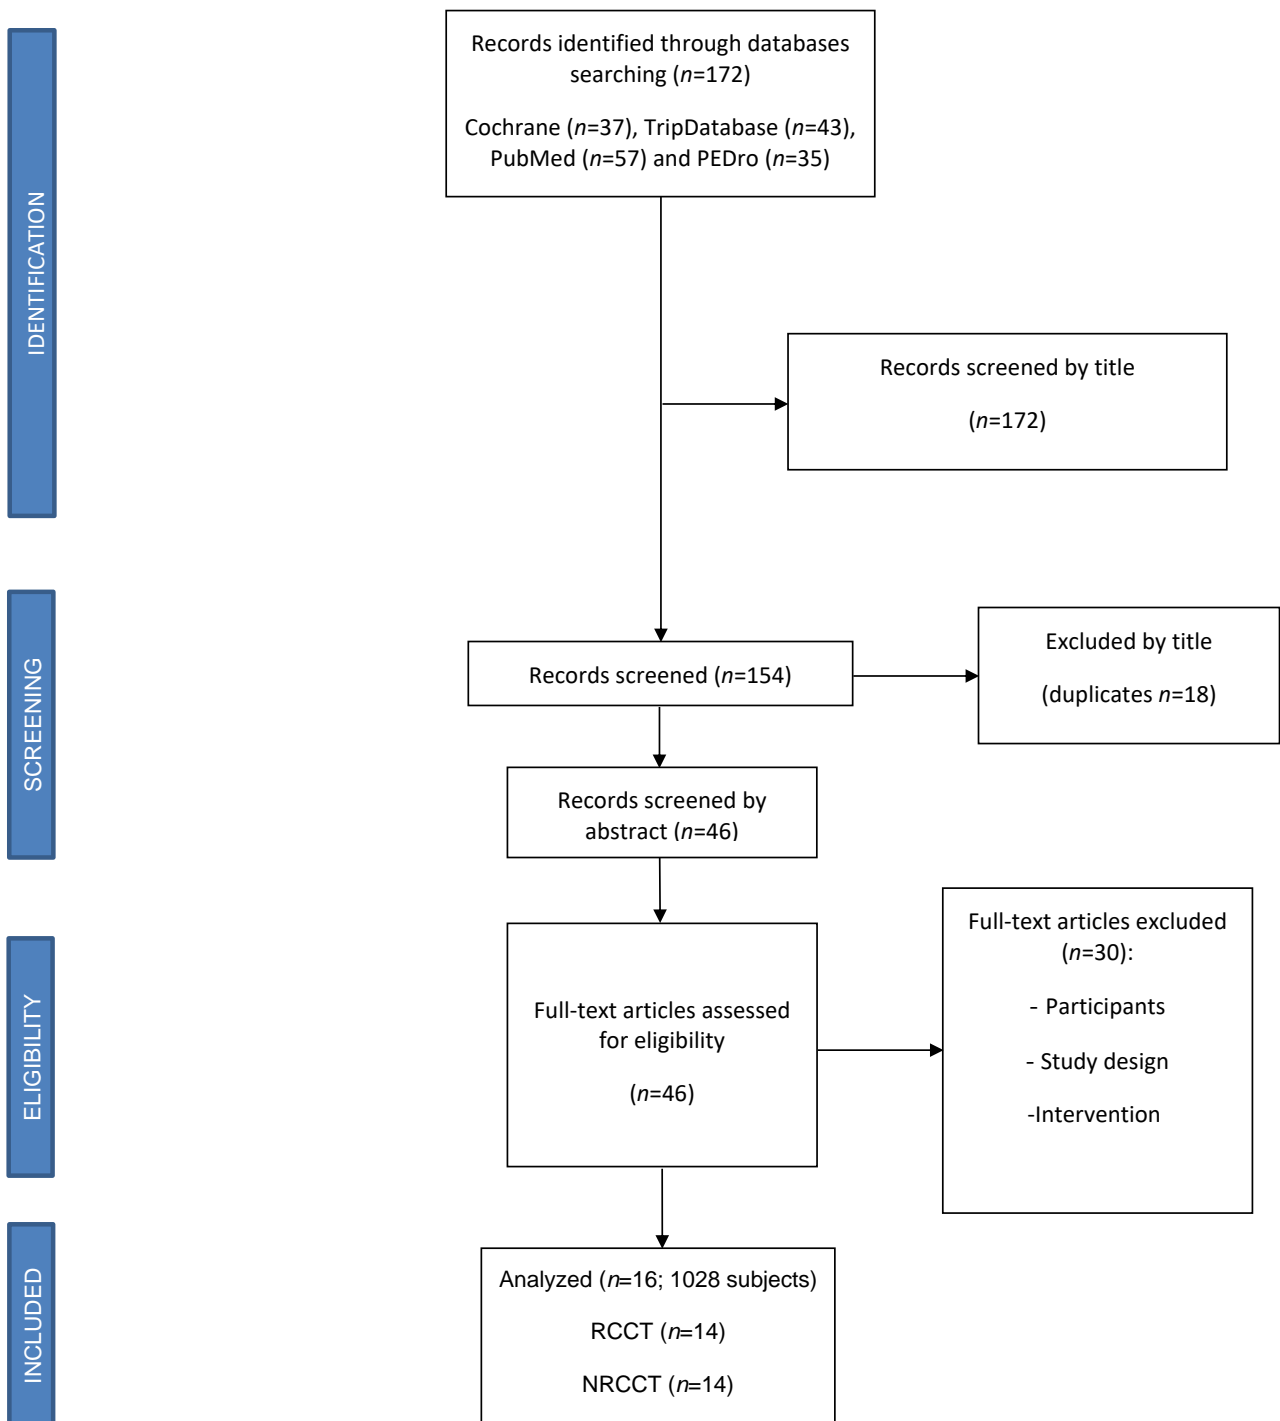 IDENTIFICATION
Records identified through databases
searching (n=172)
Cochrane (n=37), TripDatabase (n=43),
PubMed (n=57) and PEDro (n=35)
Records screened by title
(n=172)
SCREENING
Records screened (n=154)
Excluded by title
(duplicates n=18)
Records screened by
abstract (n=46)
ELIGIBILITY
Full-text articles assessed
for eligibility
(n=46)
Full-text articles excluded
(n=30):
- Participants
- Study design
-Intervention
INCLUDED
Analyzed (n=16; 1028 subjects)
RCCT (n=14)
NRCCT (n=14)